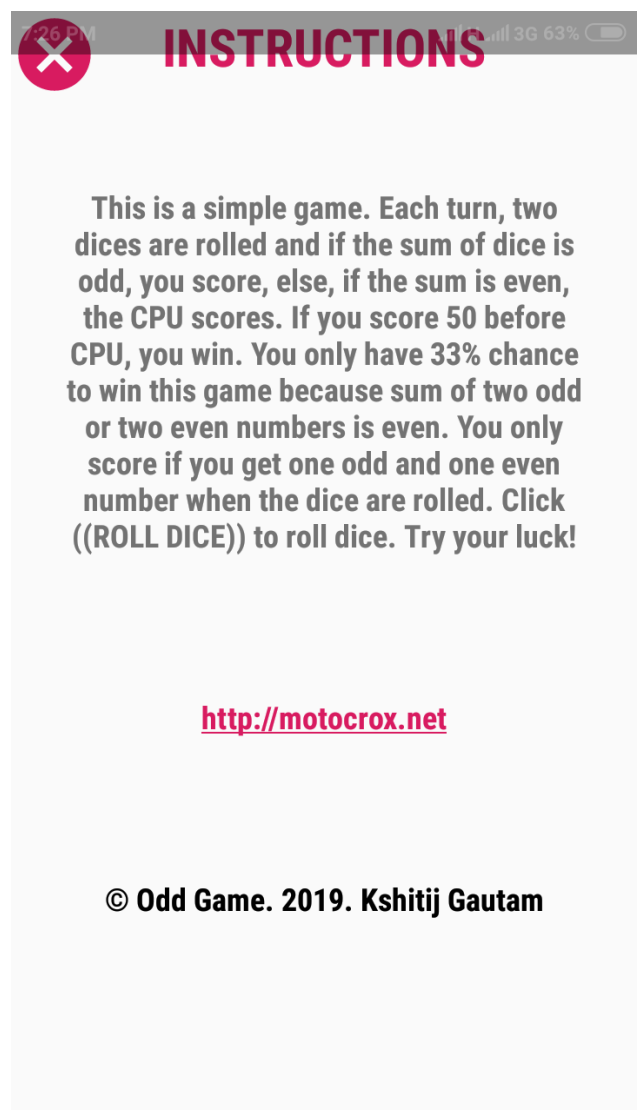 7:26 PM
3G 63%
INSTRUCTIONS
This is a simple game. Each turn, two
dices are rolled and if the sum of dice is
odd, you score, else, if the sum is even,
the CPU scores. If you score 50 before
CPU, you win. You only have 33% chance
to win this game because sum of two odd
or two even numbers is even. You only
score if you get one odd and one even
number when the dice are rolled. Click
((ROLL DICE)) to roll dice. Try your luck!
http://motocrox.net
© Odd Game. 2019. Kshitij Gautam